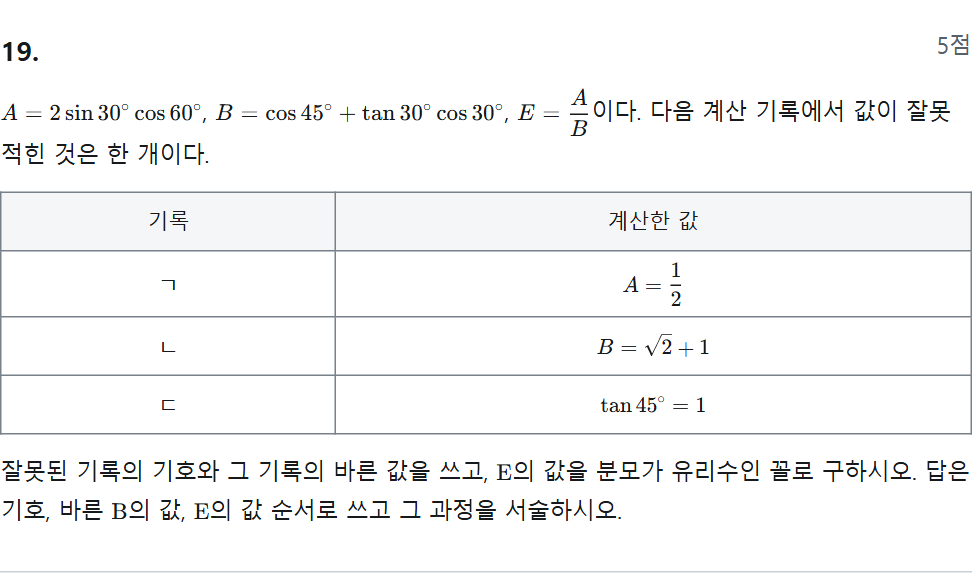 19.
5점
A = 2 sin 30° cos 60°, B = cos 45° + tan 30° cos 30°, E = A/B 이다. 다음 계산 기록에서 값이 잘못
적힌 것은 한 개이다.
기록 계산한 값
ㄱ A = 1/2
ㄴ B = √2 + 1
ㄷ tan 45° = 1
잘못된 기록의 기호와 그 기록의 바른 값을 쓰고, E의 값을 분모가 유리수인 꼴로 구하시오. 답은
기호, 바른 B의 값, E의 값 순서로 쓰고 그 과정을 서술하시오.